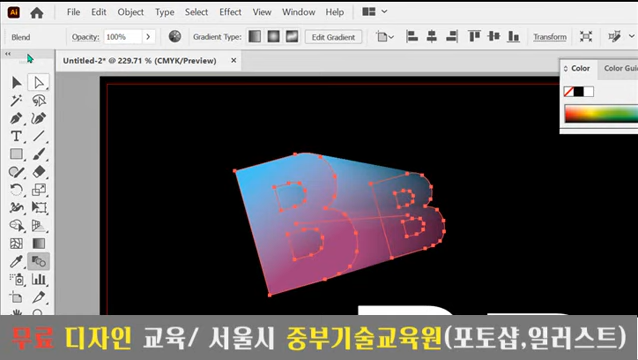 Ai File Edit Object Type Select Effect View Window Help
Blend Opacity: 100% Gradient Type: Edit Gradient Transform
Untitled-2* @ 229.71 % (CMYK/Preview) ×
Color Color Gui
B B
무료 디자인 교육/ 서울시 중부기술교육원(포토샵,일러스트)